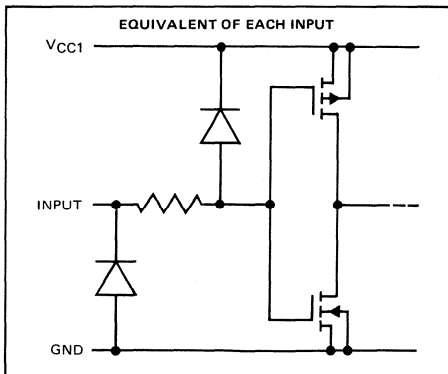 EQUIVALENT OF EACH INPUT
VCC1
INPUT
GND